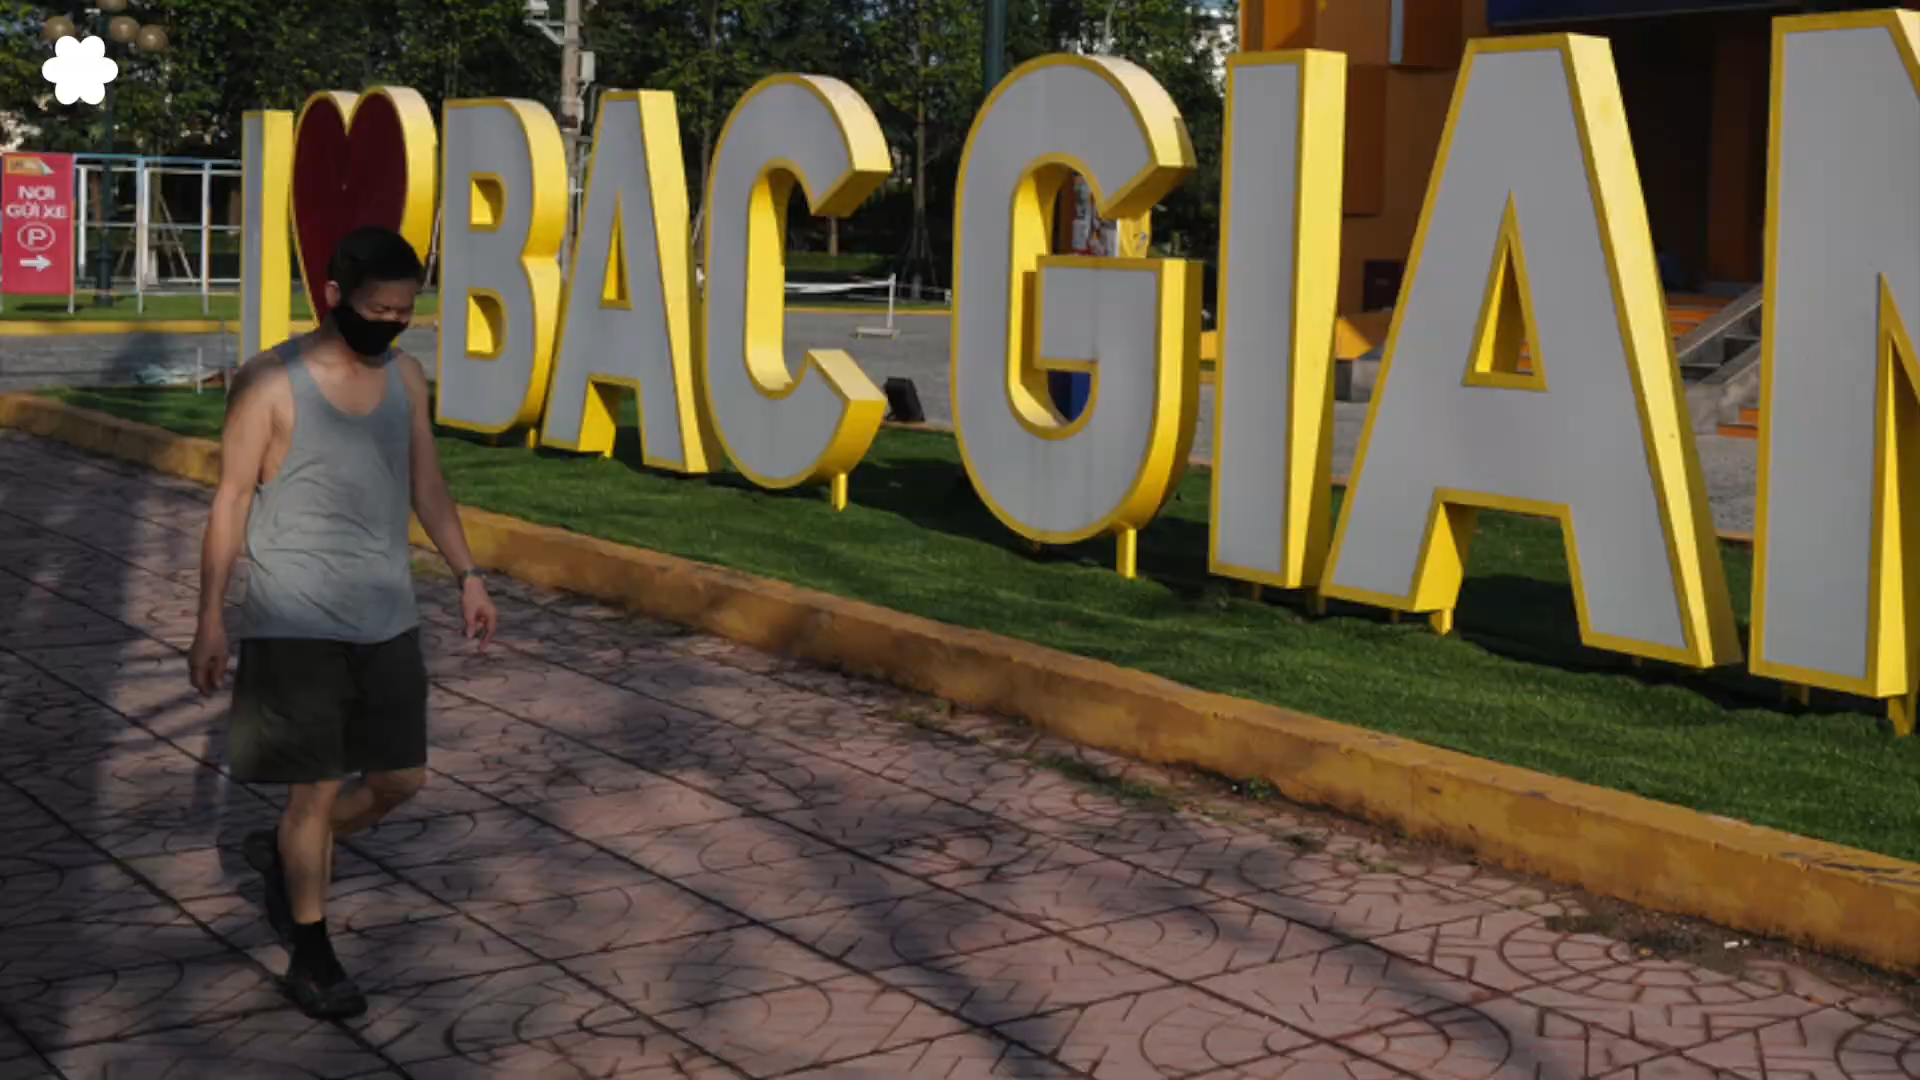 I ♥ BAC GIAN
NƠI
GỬI XE
P
→